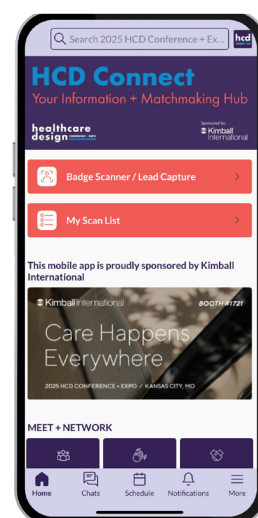 Search 2025 HCD Conference + Ex...
hcd
HCD Connect
Your Information + Matchmaking Hub
healthcare
design
Sponsored by
Kimball
International
Badge Scanner / Lead Capture
My Scan List
This mobile app is proudly sponsored by Kimball
International
Kimball International
BOOTH #1721
Care Happens
Everywhere
2025 HCD CONFERENCE + EXPO / KANSAS CITY, MO
MEET + NETWORK
Home
Chats
Schedule
Notifications
More